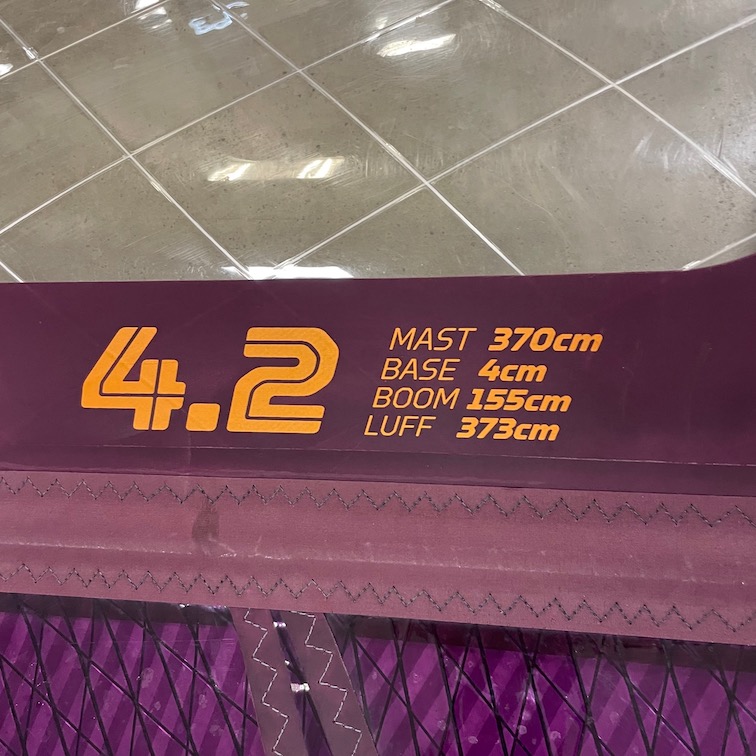 4.2
MAST 370cm
BASE 4cm
BOOM 155cm
LUFF 373cm